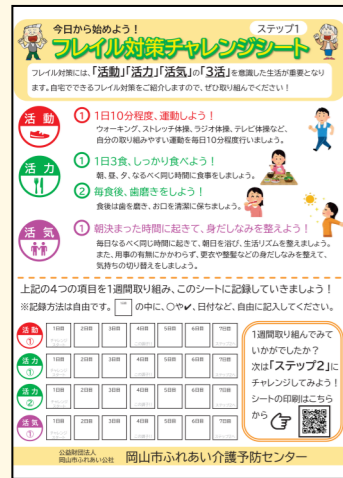 今日から始めよう！
ステップ1
フレイル対策チャレンジシート
フレイル対策には、「活動」「活力」「活気」の「3活」を意識した生活が重要となり
ます。自宅でできるフレイル対策をご紹介しますので、ぜひ取り組んでください！
活動
① 1日10分程度、運動しよう！
ウォーキング、ストレッチ体操、ラジオ体操、テレビ体操など、
自分の取り組みやすい運動を毎日10分程度行いましょう。
活力
① 1日3食、しっかり食べよう！
朝、昼、夕、なるべく同じ時間に食事をしましょう。
② 毎食後、歯磨きをしよう！
食後は歯を磨き、お口を清潔に保ちましょう。
活気
① 朝決まった時間に起きて、身だしなみを整えよう！
毎日なるべく同じ時間に起きて、朝日を浴び、生活リズムを整えましょう。
また、用事の有無にかかわらず、更衣や整髪などの身だしなみを整えて、
気持ちの切り替えをしましょう。
上記の4つの項目を1週間取り組み、このシートに記録していきましょう！
※記録方法は自由です。 の中に、〇や✔、日付など、自由に記入してください。
活動① 1日目 2日目 3日目 4日目 5日目 6日目 7日目
活力① 1日目 2日目 3日目 4日目 5日目 6日目 7日目
活力② 1日目 2日目 3日目 4日目 5日目 6日目 7日目
活気① 1日目 2日目 3日目 4日目 5日目 6日目 7日目
1週間取り組んでみて
いかがでしたか？
次は「ステップ2」に
チャレンジしてみよう！
シートの印刷はこちら
から
公益財団法人
岡山市ふれあい公社
岡山市ふれあい介護予防センター